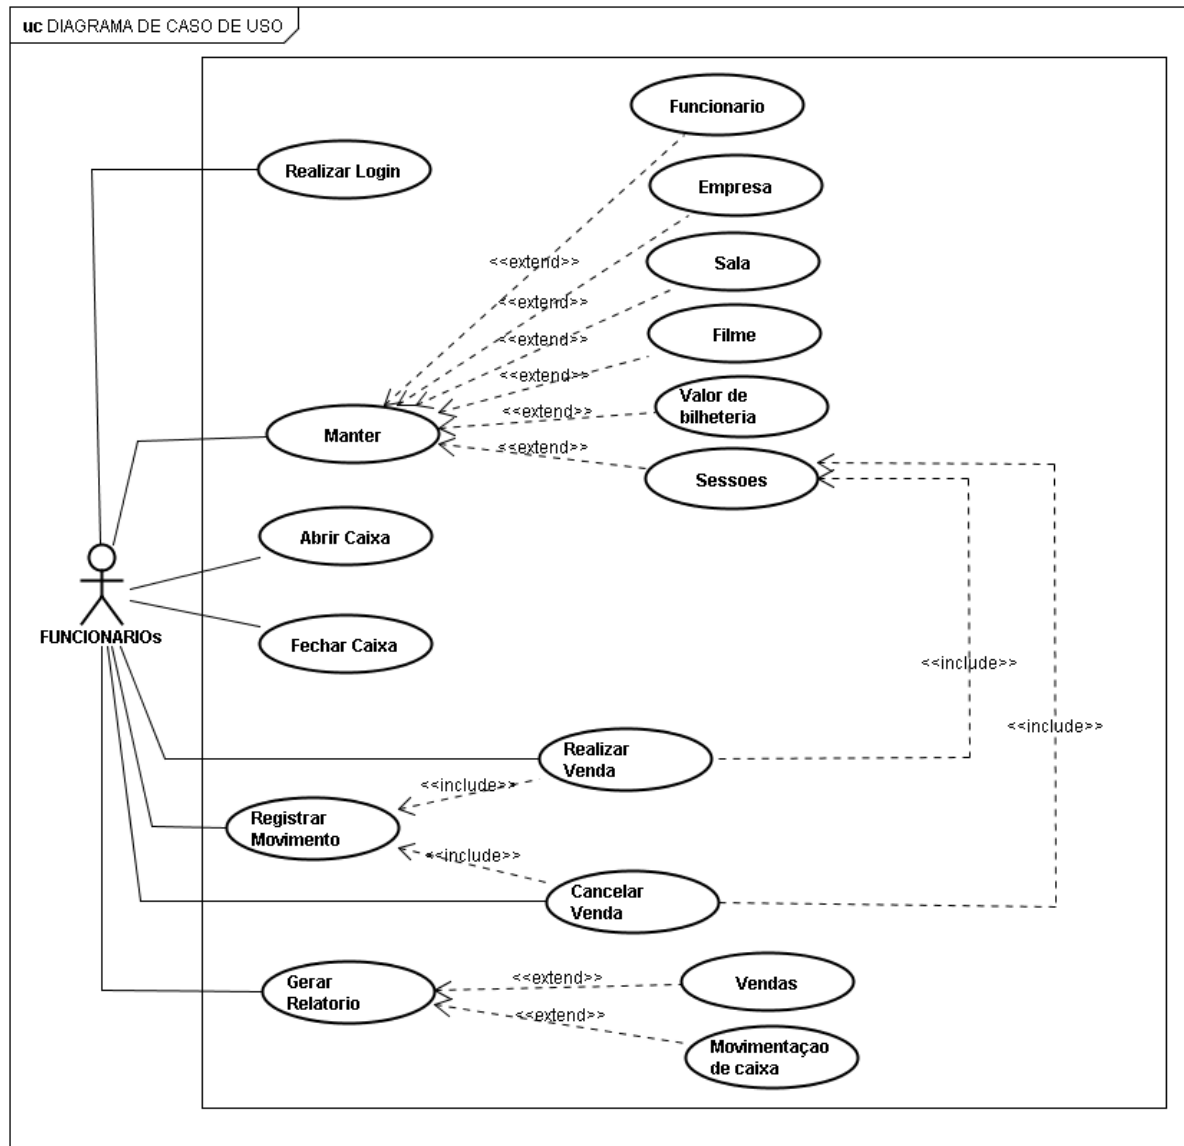 uc DIAGRAMA DE CASO DE USO
Funcionario
Realizar Login
Empresa
Sala
<<extend>>
<<extend>>
Filme
<<extend>>
<<extend>>
Valor de
bilheteria
<<extend>>
Manter
<<extend>>
Sessoes
Abrir Caixa
FUNCIONARIOs
Fechar Caixa
<<include>>
<<include>>
Realizar
Venda
<<include>>
Registrar
Movimento
<<include>>
Cancelar
Venda
Gerar
Relatorio
<<extend>>
Vendas
<<extend>>
Movimentaçao
de caixa